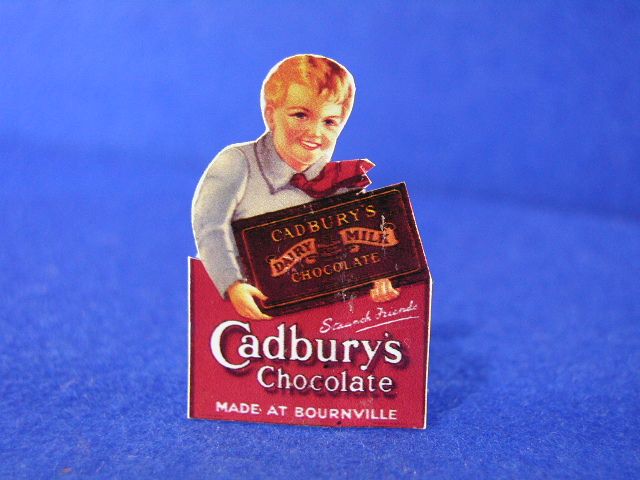 CADBURY'S
DAIRY MILK
CHOCOLATE
Staunch Friends
Cadbury's
Chocolate
MADE AT BOURNVILLE